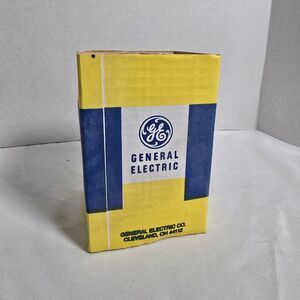 GE
GENERAL
ELECTRIC
GENERAL ELECTRIC CO.
CLEVELAND, OH 44112